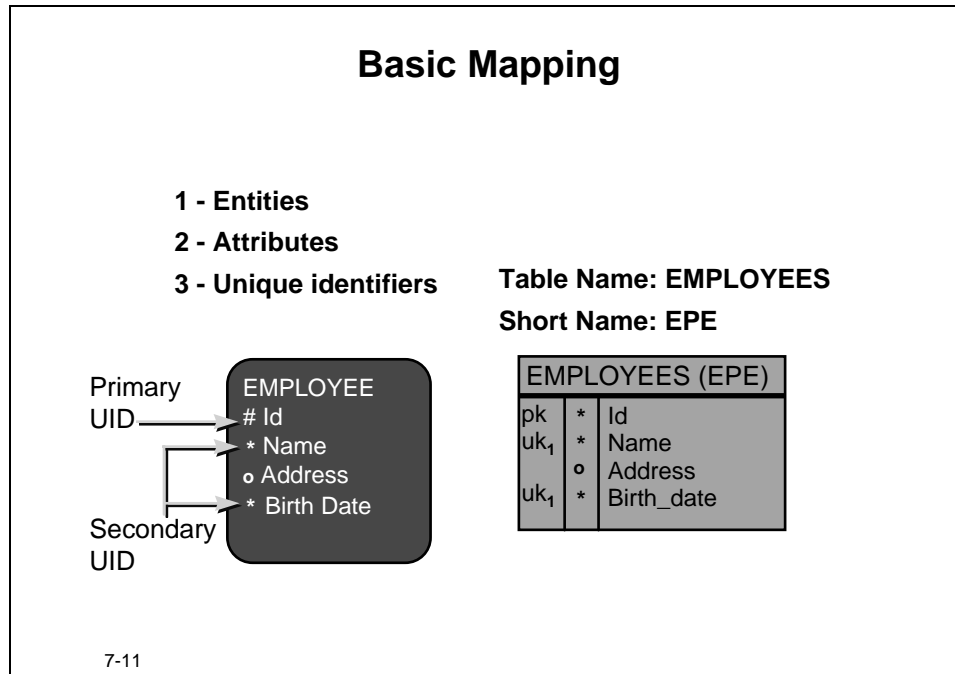 Basic Mapping
1 - Entities
2 - Attributes
3 - Unique identifiers
Table Name: EMPLOYEES
Short Name: EPE
Primary
UID
Secondary
UID
EMPLOYEE
# Id
* Name
o Address
* Birth Date
EMPLOYEES (EPE)
pk * Id
uk1 * Name
o Address
uk1 * Birth_date
7-11